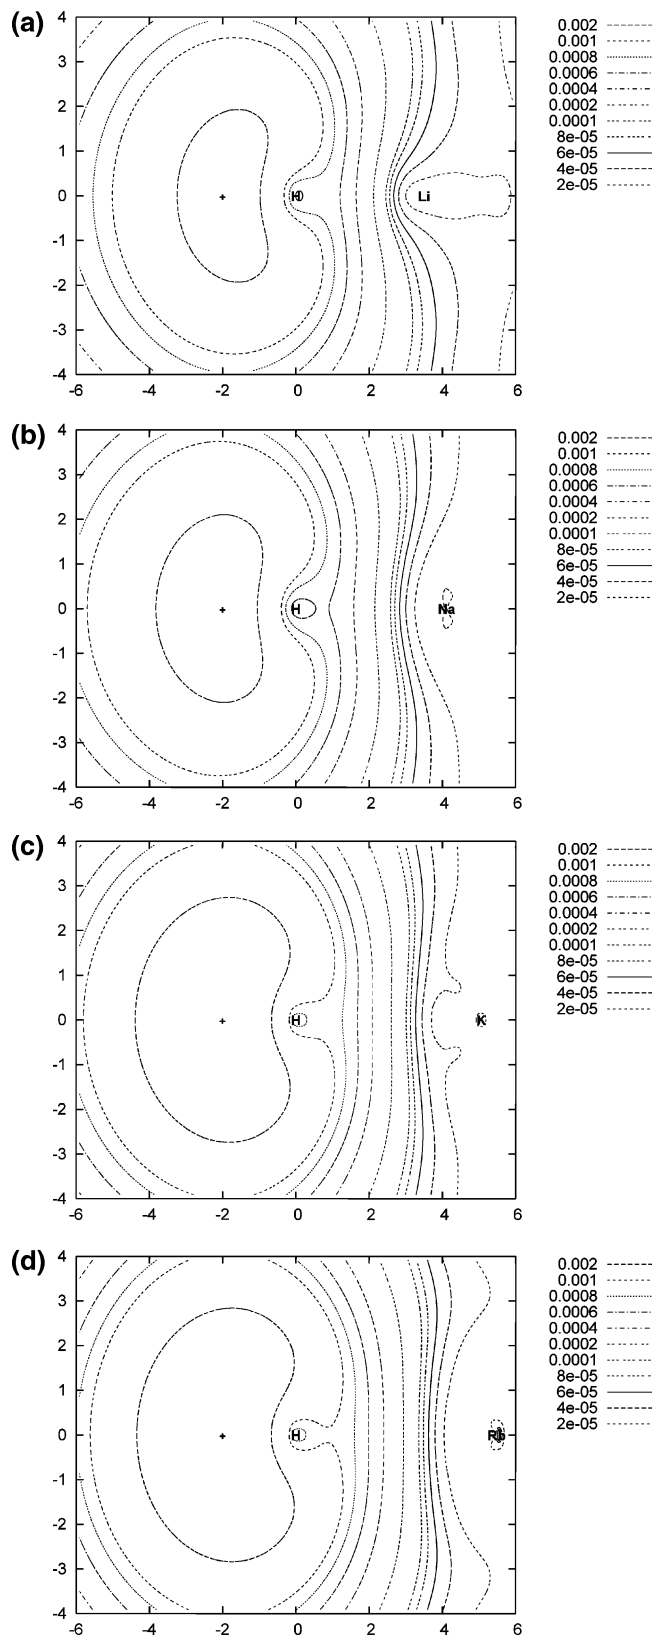 (a)
4
3
2
1
0
-1
-2
-3
-4
-6 -4 -2 0 2 4 6
+ H Li
0.002
0.001
0.0008
0.0006
0.0004
0.0002
0.0001
8e-05
6e-05
4e-05
2e-05
(b)
4
3
2
1
0
-1
-2
-3
-4
-6 -4 -2 0 2 4 6
+ H Na
0.002
0.001
0.0008
0.0006
0.0004
0.0002
0.0001
8e-05
6e-05
4e-05
2e-05
(c)
4
3
2
1
0
-1
-2
-3
-4
-6 -4 -2 0 2 4 6
+ H K
0.002
0.001
0.0008
0.0006
0.0004
0.0002
0.0001
8e-05
6e-05
4e-05
2e-05
(d)
4
3
2
1
0
-1
-2
-3
-4
-6 -4 -2 0 2 4 6
+ H Rb
0.002
0.001
0.0008
0.0006
0.0004
0.0002
0.0001
8e-05
6e-05
4e-05
2e-05